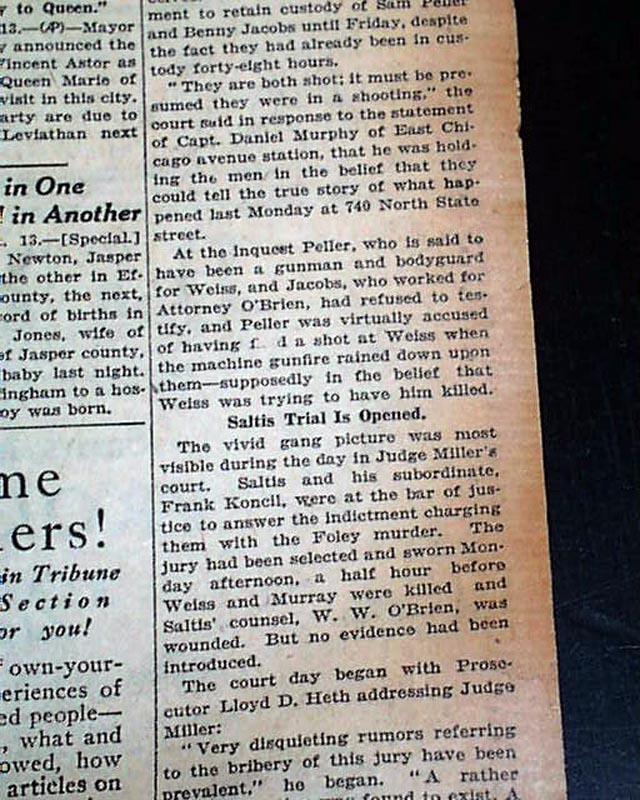 y to Queen."
13.—(AP)—Mayor
y announced the
Vincent Astor as
Queen Marie of
visit in this city.
arty are due to
Leviathan next
in One
in Another
13.—[Special.]
Newton, Jasper
the other in Ef-
ounty, the next,
ord of births in
Jones, wife of
of Jasper county,
baby last night.
ingham to a hos-
oy was born.
me
ers!
in Tribune
Section
or you!
own-your-
eriences of
ed people—
, what and
owed, how
articles on
ment to retain custody of Sam Peller
and Benny Jacobs until Friday, despite
the fact they had already been in cus-
tody forty-eight hours.
"They are both shot; it must be pre-
sumed they were in a shooting," the
court said in response to the statement
of Capt. Daniel Murphy of East Chi-
cago avenue station, that he was hold-
ing the men in the belief that they
could tell the true story of what hap-
pened last Monday at 740 North State
street.
At the inquest Peller, who is said to
have been a gunman and bodyguard
for Weiss, and Jacobs, who worked for
Attorney O'Brien, had refused to tes-
tify, and Peller was virtually accused
of having f d a shot at Weiss when
the machine gunfire rained down upon
them—supposedly in the belief that
Weiss was trying to have him killed.
Saltis Trial Is Opened.
The vivid gang picture was most
visible during the day in Judge Miller's
court. Saltis and his subordinate,
Frank Koncil, were at the bar of jus-
tice to answer the indictment charging
them with the Foley murder. The
jury had been selected and sworn Mon-
day afternoon, a half hour before
Weiss and Murray were killed and
Saltis' counsel, W. W. O'Brien, was
wounded. But no evidence had been
introduced.
The court day began with Prose-
cutor Lloyd D. Heth addressing Judge
Miller:
"Very disquieting rumors referring
to the bribery of this jury have been
prevalent," he began. "A rather
was found to exist. A